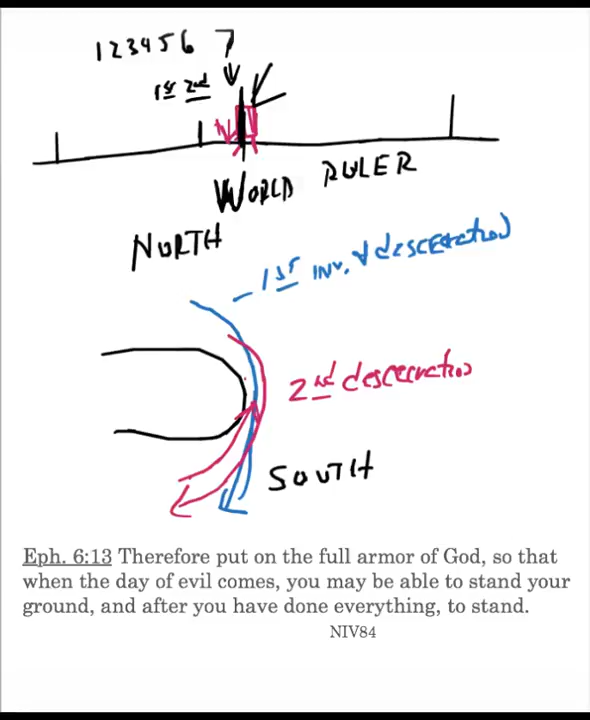 1 2 3 4 5 6 7
1st 2nd
WORLD RULER
NORTH
1ST INV. & desecration
2nd desecration
SOUTH
Eph. 6:13 Therefore put on the full armor of God, so that
when the day of evil comes, you may be able to stand your
ground, and after you have done everything, to stand.
NIV84